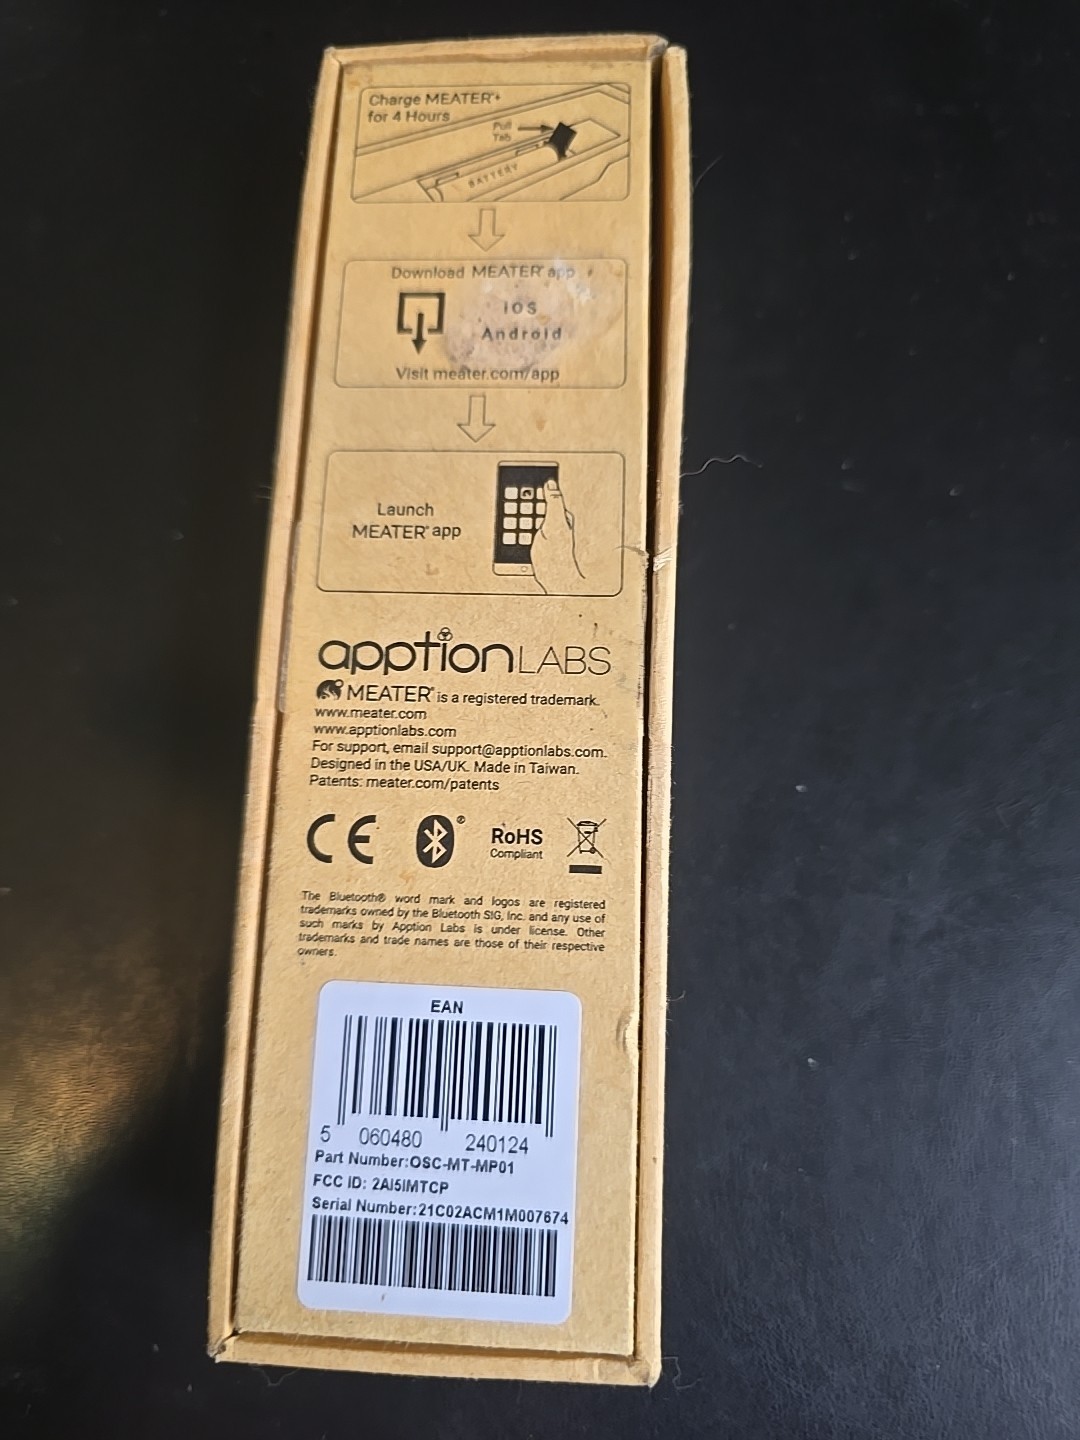 Charge MEATER®+
for 4 Hours
Pull
Tab
BATTERY
Download MEATER® app
iOS
Android
Visit meater.com/app
Launch
MEATER® app
apption LABS
MEATER® is a registered trademark.
www.meater.com
www.apptionlabs.com
For support, email support@apptionlabs.com.
Designed in the USA/UK. Made in Taiwan.
Patents: meater.com/patents
CE
®
RoHS
Compliant
The Bluetooth® word mark and logos are registered
trademarks owned by the Bluetooth SIG, Inc. and any use of
such marks by Apption Labs is under license. Other
trademarks and trade names are those of their respective
owners.
EAN
5 060480 240124
Part Number:OSC-MT-MP01
FCC ID: 2AI5IMTCP
Serial Number:21C02ACM1M007674